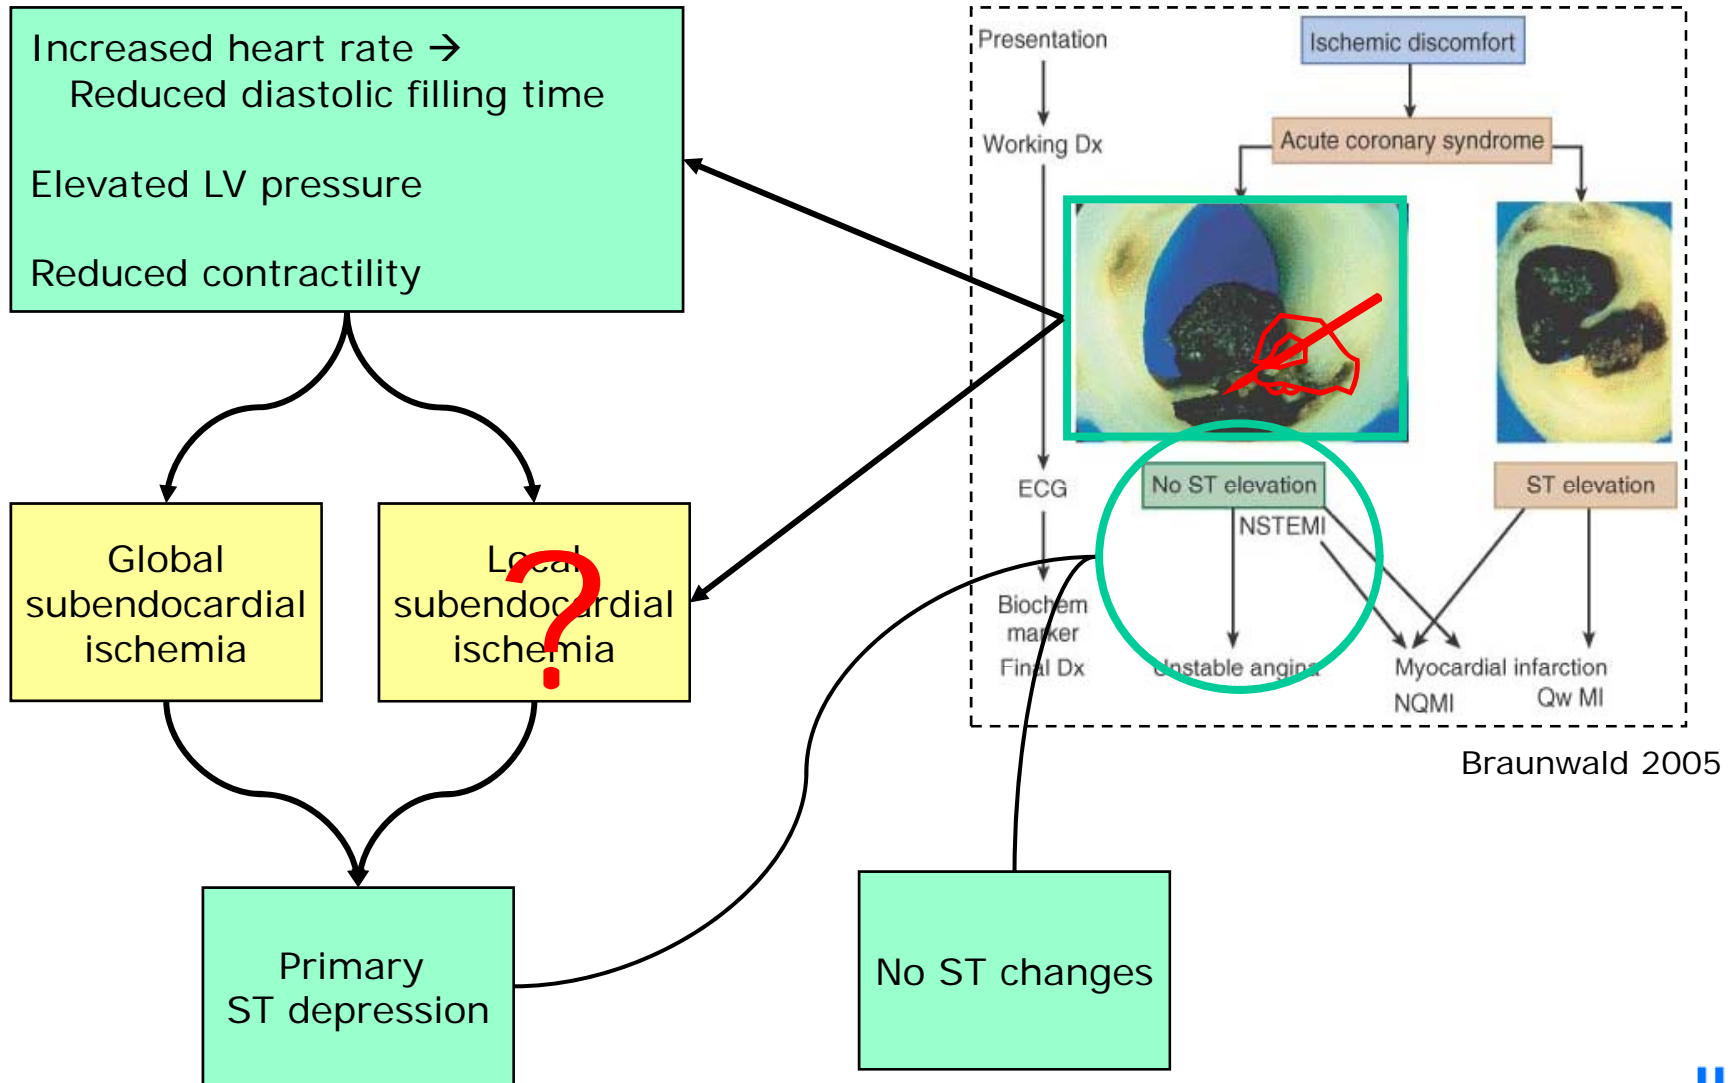 Increased heart rate →
Reduced diastolic filling time
Elevated LV pressure
Reduced contractility
Global
subendocardial
ischemia
Local
subendocardial
ischemia
?
Primary
ST depression
No ST changes
Presentation
Working Dx
ECG
Biochem
marker
Final Dx
Ischemic discomfort
Acute coronary syndrome
No ST elevation
NSTEMI
ST elevation
Unstable angina
Myocardial infarction
NQMI
Qw MI
Braunwald 2005